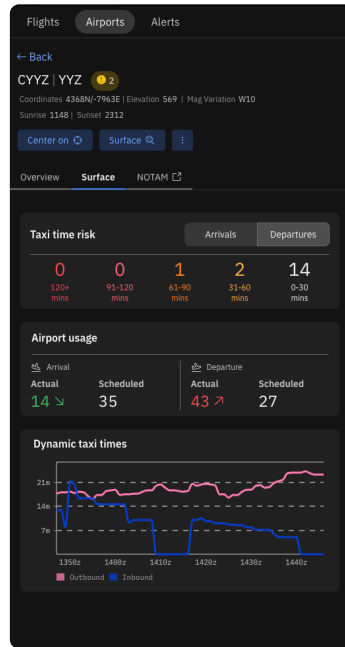 Flights Airports Alerts
← Back
CYYZ | YYZ 2
Coordinates 4368N/-7963E | Elevation 569 | Mag Variation W10
Sunrise 1148 | Sunset 2312
Center on Surface
Overview Surface NOTAM
Taxi time risk Arrivals Departures
0 0 1 2 14
120+ 91-120 61-90 31-60 0-30
mins mins mins mins mins
Airport usage
Arrival Departure
Actual Scheduled Actual Scheduled
14 ↘ 35 43 ↗ 27
Dynamic taxi times
21m
14m
7m
1350z 1400z 1410z 1420z 1430z 1440z
Outbound Inbound